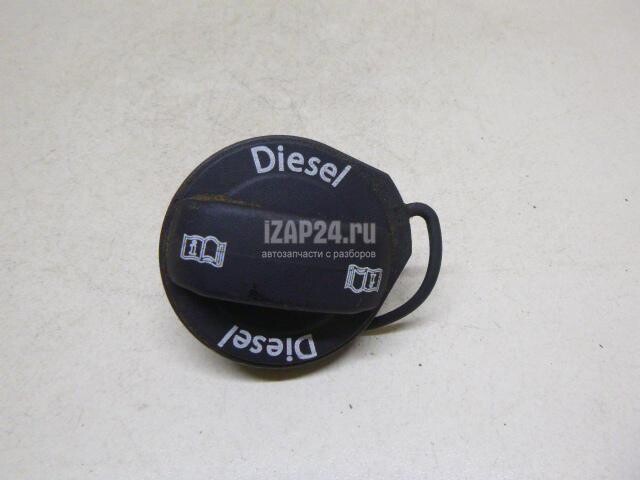 Diesel
iZAP24.ru
автозапчасти с разборов
Diesel